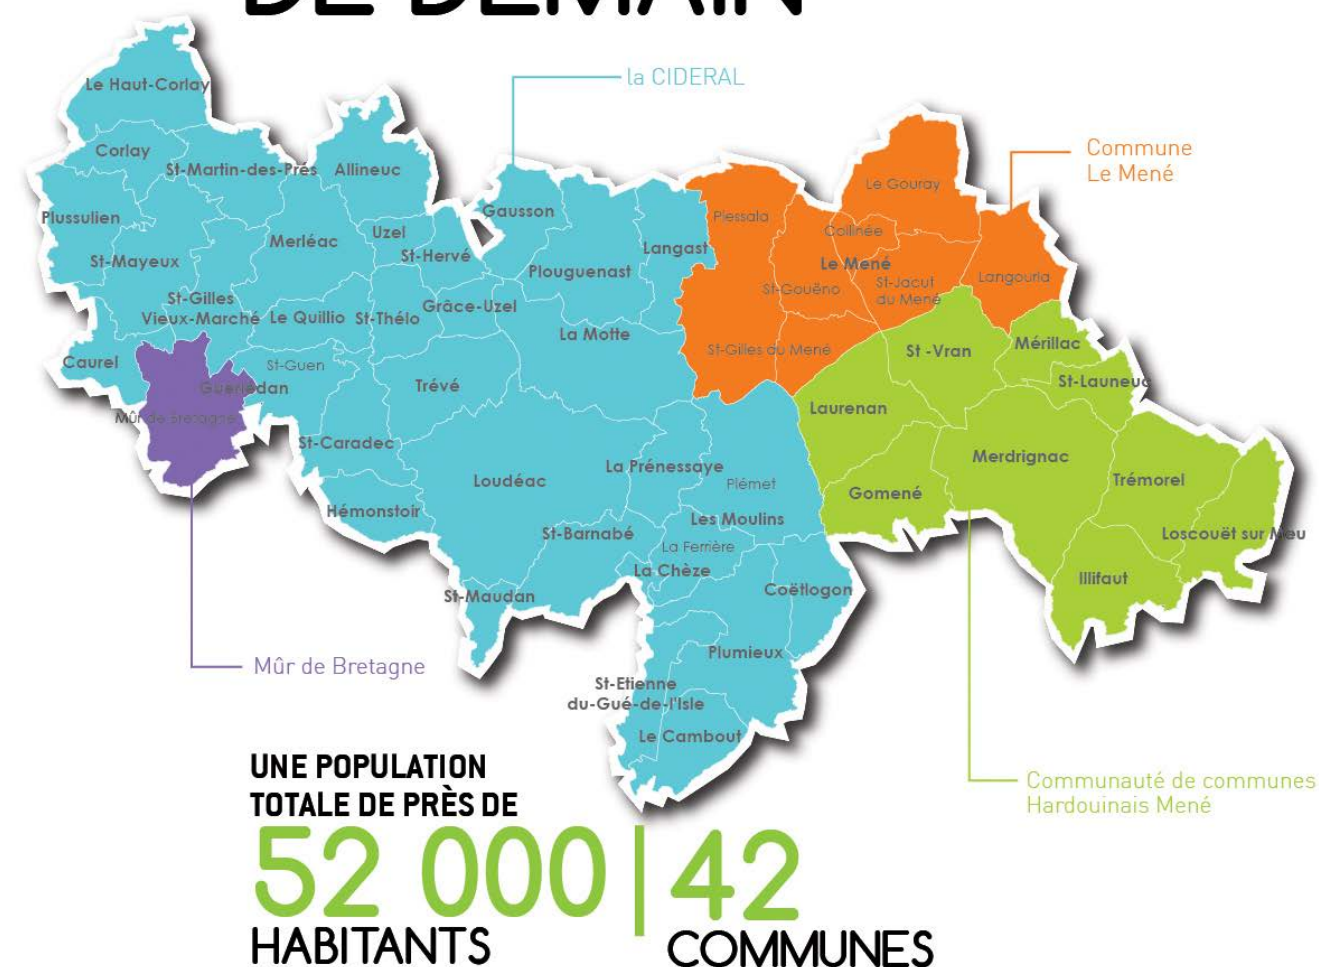 DE DEMAIN
la CIDERAL
Le Haut-Corlay
Commune
Le Mené
Corlay
St-Martin-des-Prés
Allineuc
Le Gouray
Plussulien
Gausson
Plessala
Collinée
Uzel
Merléac
St-Hervé
Langast
St-Mayeux
Plouguenast
Le Mené
St-Jacut
du Mené
Langourla
St-Gouëno
St-Gilles
Vieux-Marché
Le Quillio
St-Thélo
Grâce-Uzel
La Motte
St-Gilles du Mené
St -Vran
Mérillac
Caurel
St-Guen
Guerlédan
Trévé
St-Launeuc
Mûr de Bretagne
Laurenan
St-Caradec
Loudéac
La Prénessaye
Plémet
Merdrignac
Trémorel
Gomené
Hémonstoir
St-Barnabé
Les Moulins
La Ferrière
Loscouët sur Meu
La Chèze
Illifaut
St-Maudan
Coëtlogon
Plumieux
Mûr de Bretagne
St-Etienne
du-Gué-de-l'Isle
Le Cambout
Communauté de communes
Hardouinais Mené
UNE POPULATION
TOTALE DE PRÈS DE
52 000 | 42
HABITANTS COMMUNES